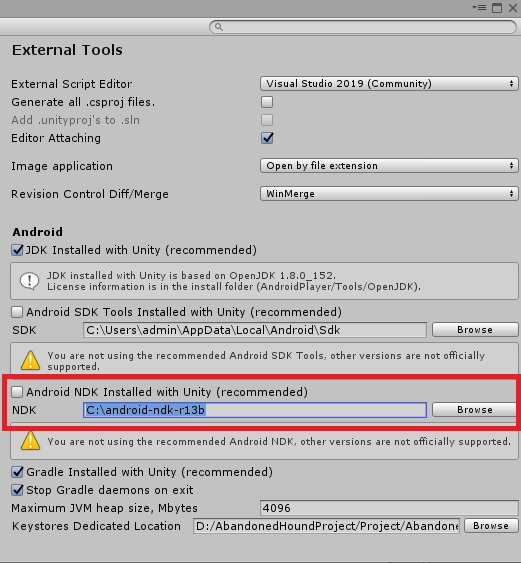 External Tools
External Script Editor
Visual Studio 2019 (Community)
Generate all .csproj files.
Add .unityproj's to .sln
Editor Attaching
Image application
Open by file extension
Revision Control Diff/Merge
WinMerge
Android
JDK Installed with Unity (recommended)
JDK installed with Unity is based on OpenJDK 1.8.0_152.
License information is in the install folder (AndroidPlayer/Tools/OpenJDK).
Android SDK Tools Installed with Unity (recommended)
SDK
C:\Users\admin\AppData\Local\Android\Sdk
Browse
You are not using the recommended Android SDK Tools, other versions are not officially
supported.
Android NDK Installed with Unity (recommended)
NDK
C:\android-ndk-r13b
Browse
You are not using the recommended Android NDK, other versions are not officially supported.
Gradle Installed with Unity (recommended)
Stop Gradle daemons on exit
Maximum JVM heap size, Mbytes
4096
Keystores Dedicated Location
D:/AbandonedHoundProject/Project/Abandone
Browse